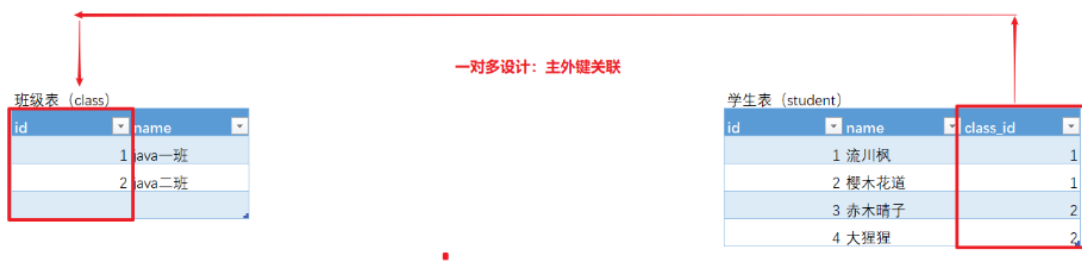 一对多设计：主外键关联
班级表（class）
id name
1 java一班
2 java二班
学生表（student）
id name class_id
1 流川枫 1
2 樱木花道 1
3 赤木晴子 2
4 大猩猩 2